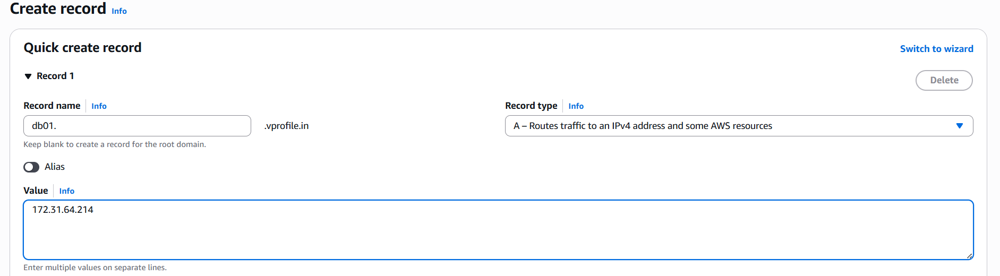 Create record Info
Quick create record
Switch to wizard
▼ Record 1
Delete
Record name Info
Record type Info
db01. .vprofile.in
A – Routes traffic to an IPv4 address and some AWS resources
Keep blank to create a record for the root domain.
Alias
Value Info
172.31.64.214
Enter multiple values on separate lines.